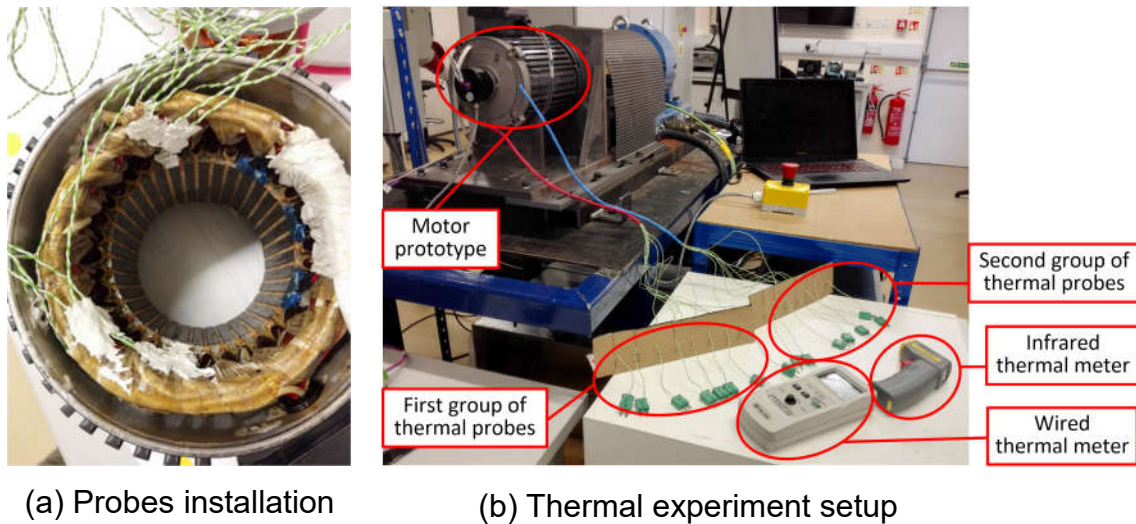 Motor
prototype
Second group of
thermal probes
Infrared
thermal meter
First group of
thermal probes
Wired
thermal meter
(a) Probes installation
(b) Thermal experiment setup